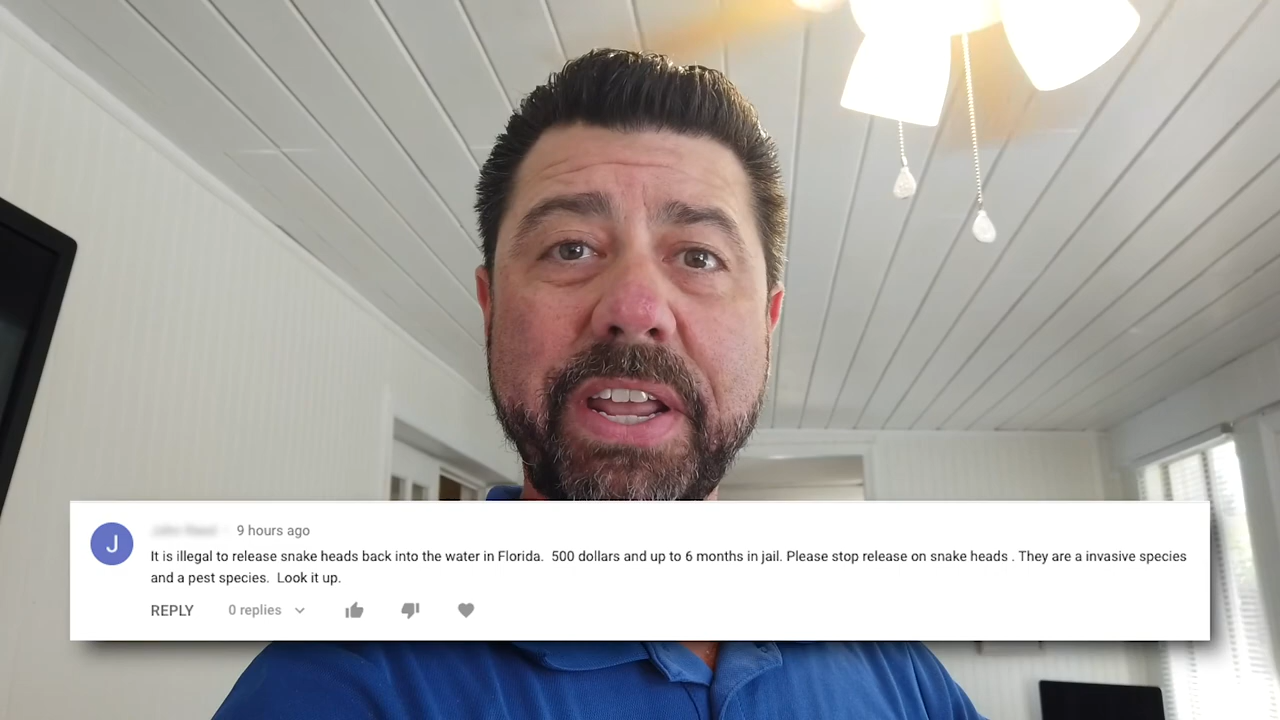 J
9 hours ago
It is illegal to release snake heads back into the water in Florida.  500 dollars and up to 6 months in jail. Please stop release on snake heads . They are a invasive species
and a pest species.  Look it up.
REPLY 0 replies